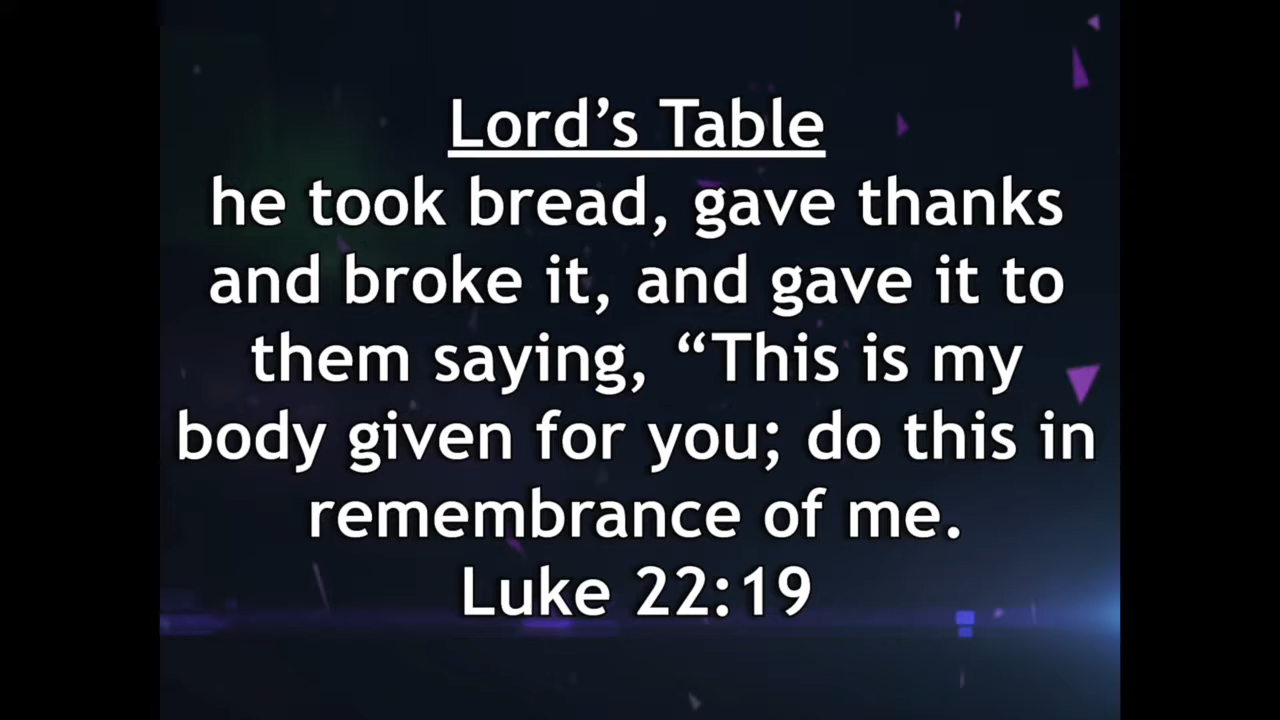 Lord’s Table
he took bread, gave thanks
and broke it, and gave it to
them saying, “This is my
body given for you; do this in
remembrance of me.
Luke 22:19